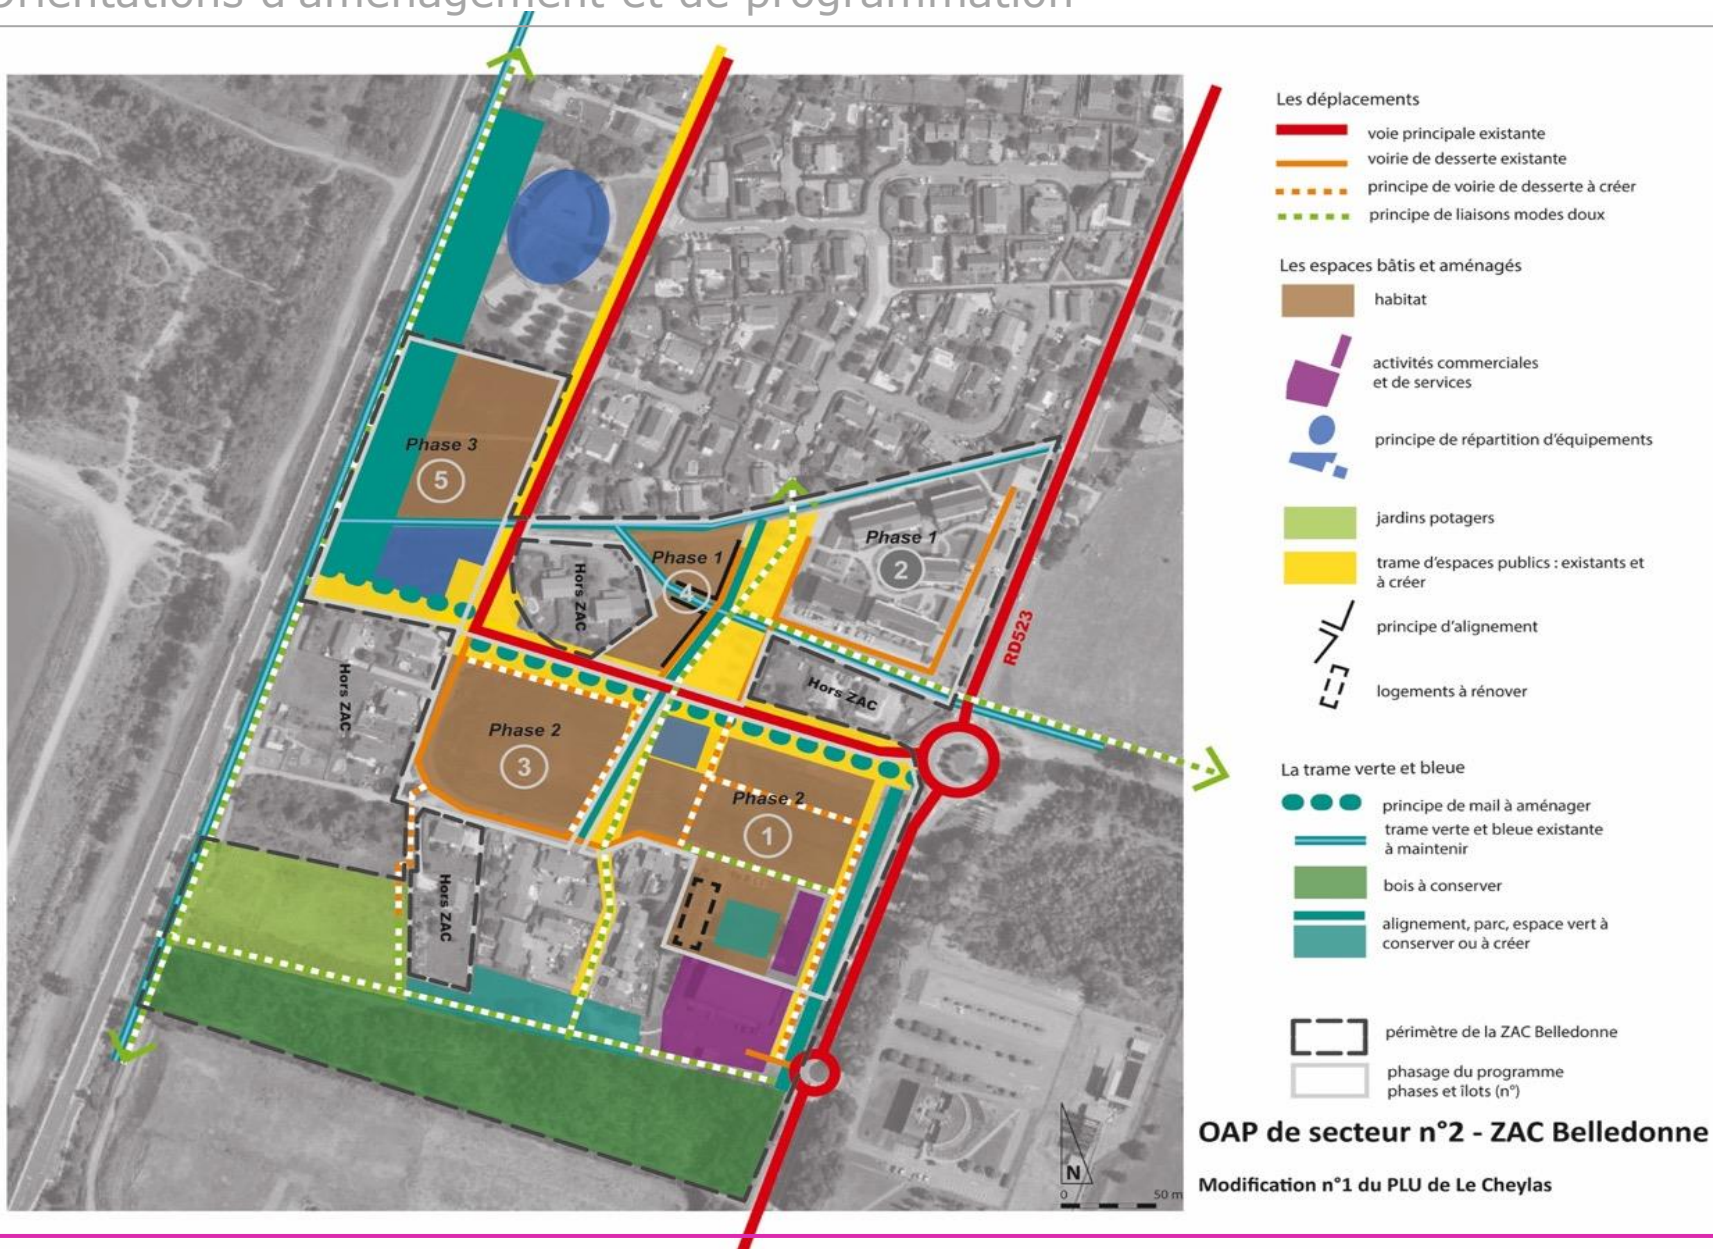 Orientations d'aménagement et de programmation
Les déplacements
voie principale existante
voirie de desserte existante
principe de voirie de desserte à créer
principe de liaisons modes doux
Les espaces bâtis et aménagés
habitat
activités commerciales
et de services
principe de répartition d'équipements
jardins potagers
trame d'espaces publics : existants et
à créer
principe d'alignement
logements à rénover
La trame verte et bleue
principe de mail à aménager
trame verte et bleue existante
à maintenir
bois à conserver
alignement, parc, espace vert à
conserver ou à créer
périmètre de la ZAC Belledonne
phasage du programme
phases et îlots (n°)
OAP de secteur n°2 - ZAC Belledonne
Modification n°1 du PLU de Le Cheylas
Phase 3
5
Phase 1
4
Phase 1
2
Hors ZAC
RD523
Hors ZAC
Hors ZAC
Phase 2
3
Phase 2
1
Hors ZAC
N
0 50 m